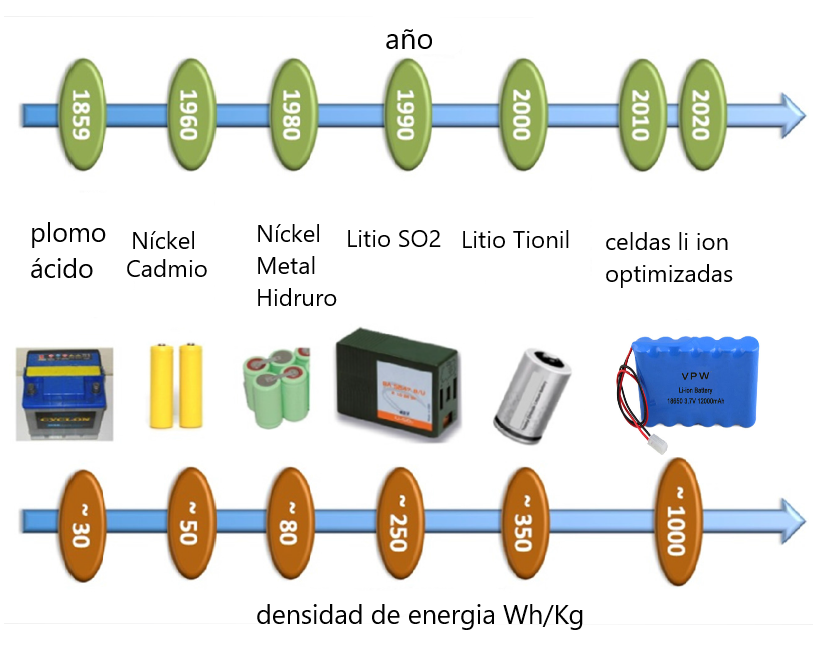 año
1859
1960
1980
1990
2000
2010
2020
plomo
ácido
Níckel
Cadmio
Níckel
Metal
Hidruro
Litio SO2
Litio Tionil
celdas li ion
optimizadas
CYCLON
VPW
Li-ion Battery
18650 3.7V 12000mAh
~ 30
~ 50
~ 80
~ 250
~ 350
~ 1000
densidad de energia Wh/Kg